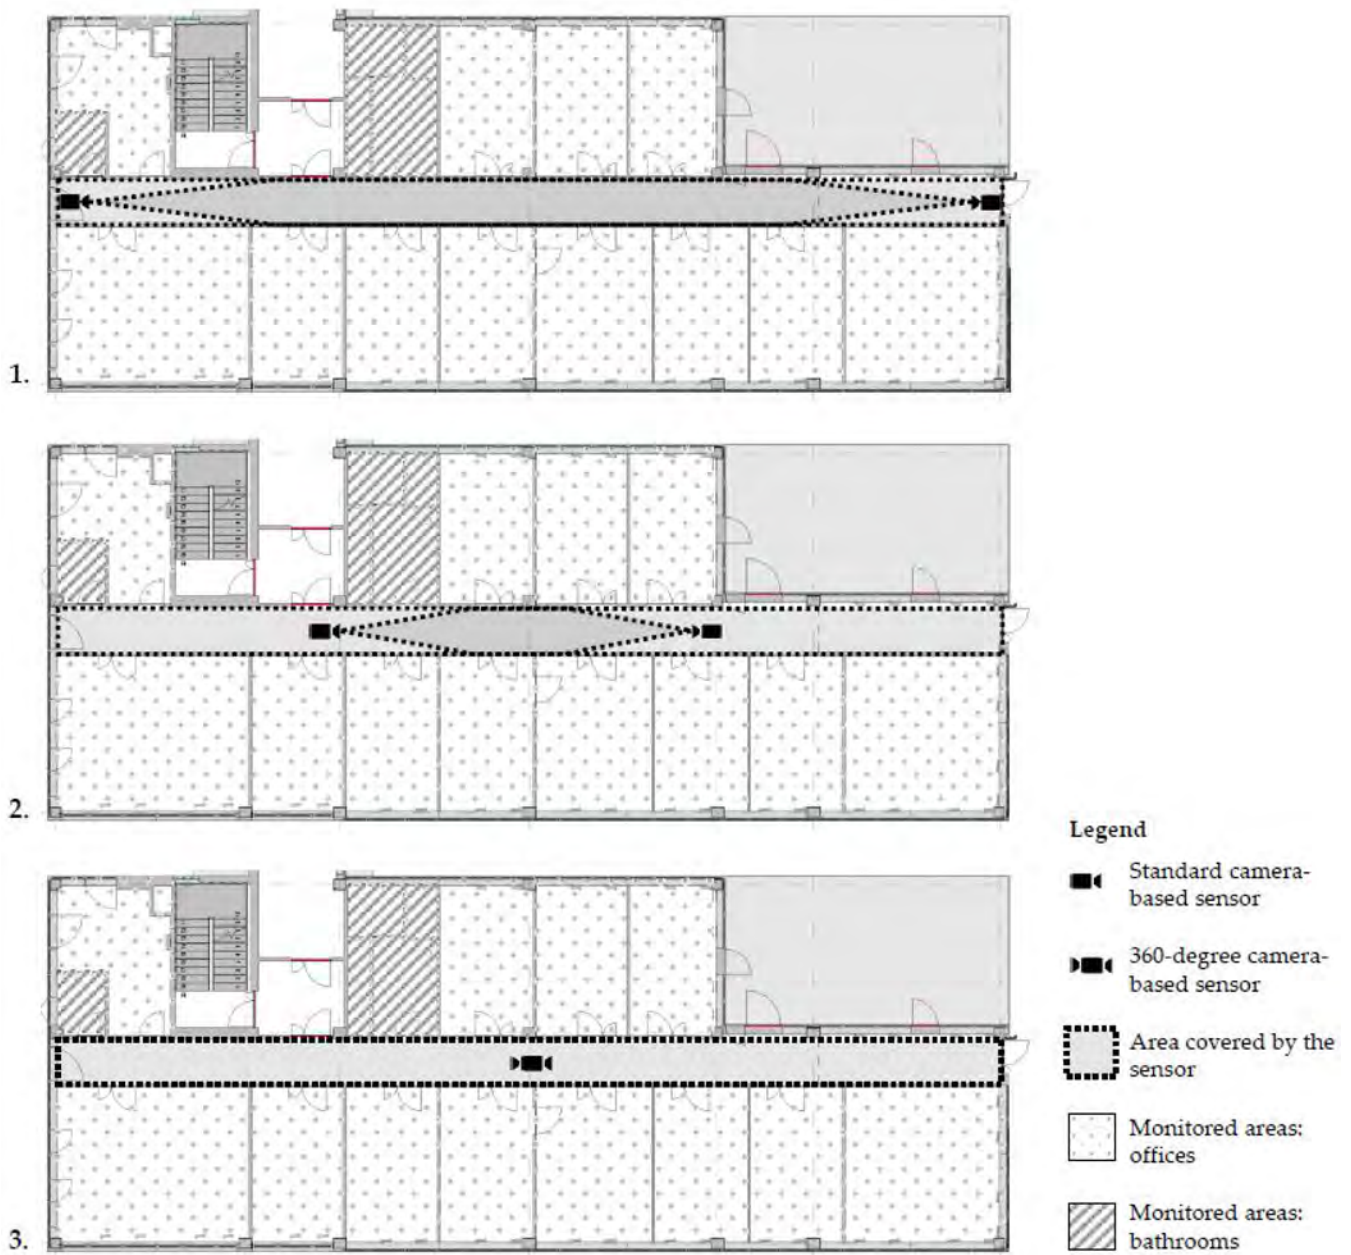 1.
2.
Legend
Standard camera-
based sensor
360-degree camera-
based sensor
Area covered by the
sensor
Monitored areas:
offices
Monitored areas:
bathrooms
3.